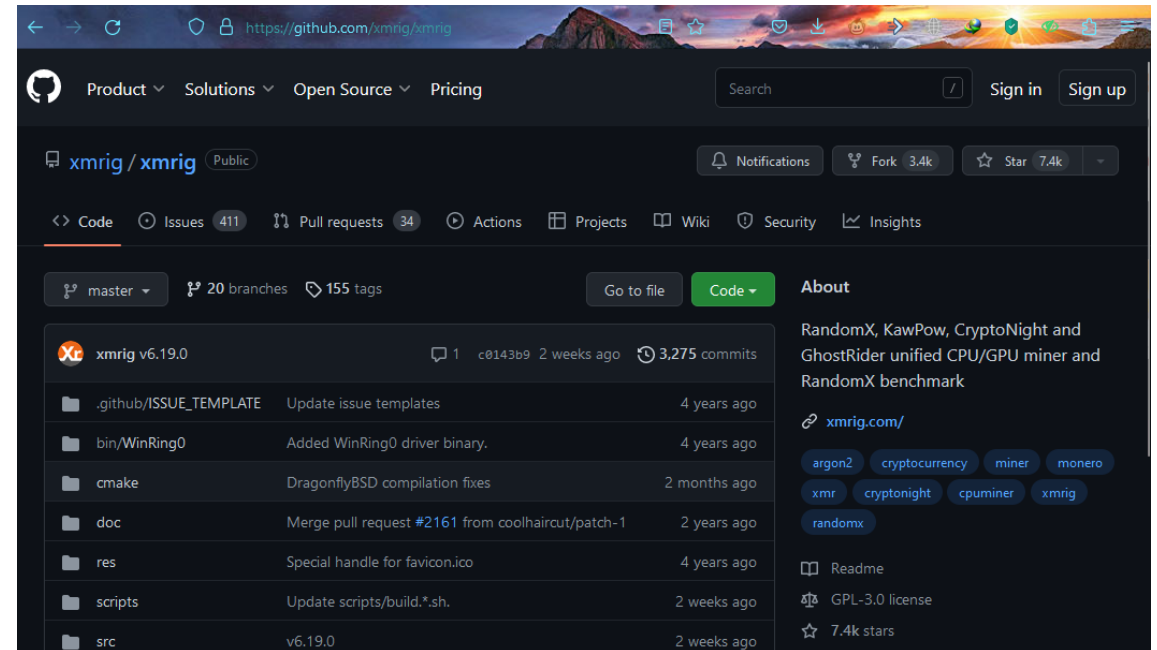 https://github.com/xmrig/xmrig
Product Solutions Open Source Pricing Search / Sign in Sign up
xmrig / xmrig Public Notifications Fork 3.4k Star 7.4k
Code Issues 411 Pull requests 34 Actions Projects Wiki Security Insights
master 20 branches 155 tags Go to file Code
xmrig v6.19.0 1 c0143b9 2 weeks ago 3,275 commits
.github/ISSUE_TEMPLATE Update issue templates 4 years ago
bin/WinRing0 Added WinRing0 driver binary. 4 years ago
cmake DragonflyBSD compilation fixes 2 months ago
doc Merge pull request #2161 from coolhaircut/patch-1 2 years ago
res Special handle for favicon.ico 4 years ago
scripts Update scripts/build.*.sh. 2 weeks ago
src v6.19.0 2 weeks ago
About
RandomX, KawPow, CryptoNight and
GhostRider unified CPU/GPU miner and
RandomX benchmark
xmrig.com/
argon2 cryptocurrency miner monero
xmr cryptonight cpuminer xmrig
randomx
Readme
GPL-3.0 license
7.4k stars